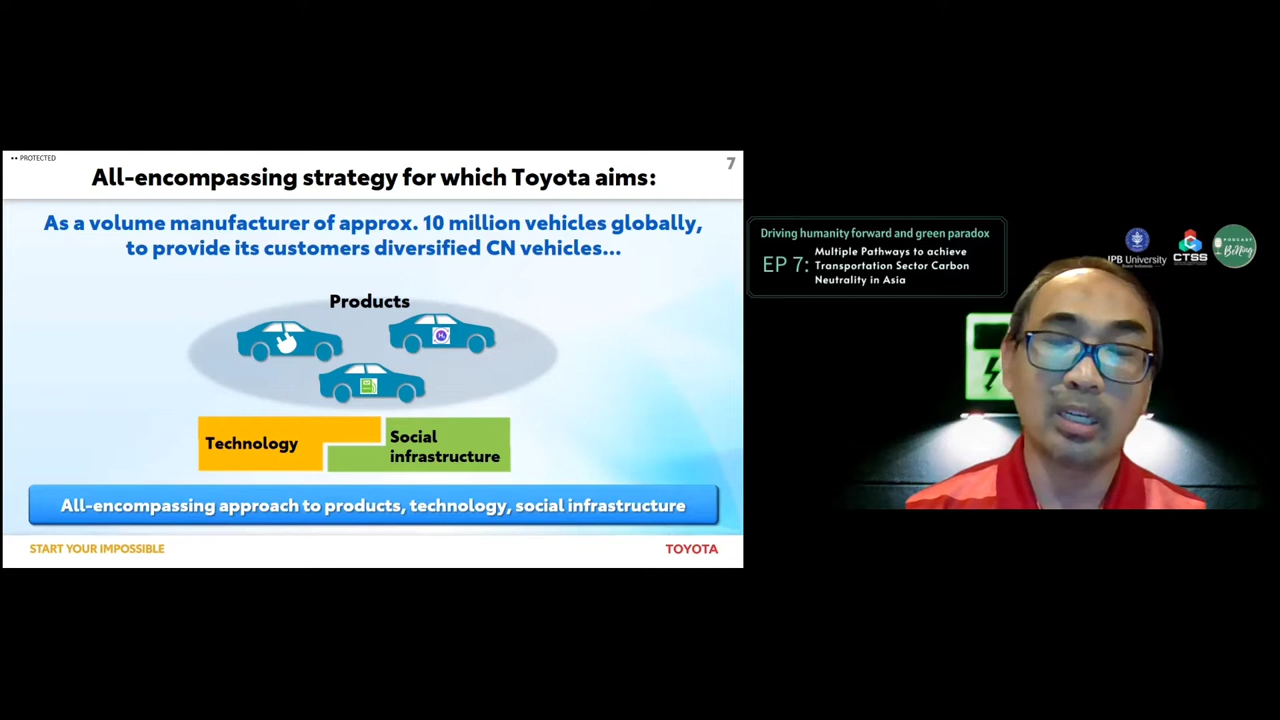 •• PROTECTED
7
All-encompassing strategy for which Toyota aims:
As a volume manufacturer of approx. 10 million vehicles globally,
to provide its customers diversified CN vehicles...
Products
H₂
Technology
Social
infrastructure
All-encompassing approach to products, technology, social infrastructure
START YOUR IMPOSSIBLE
TOYOTA
Driving humanity forward and green paradox
EP 7:
Multiple Pathways to achieve
Transportation Sector Carbon
Neutrality in Asia
IPB University
CTSS
PODCAST
BeNing